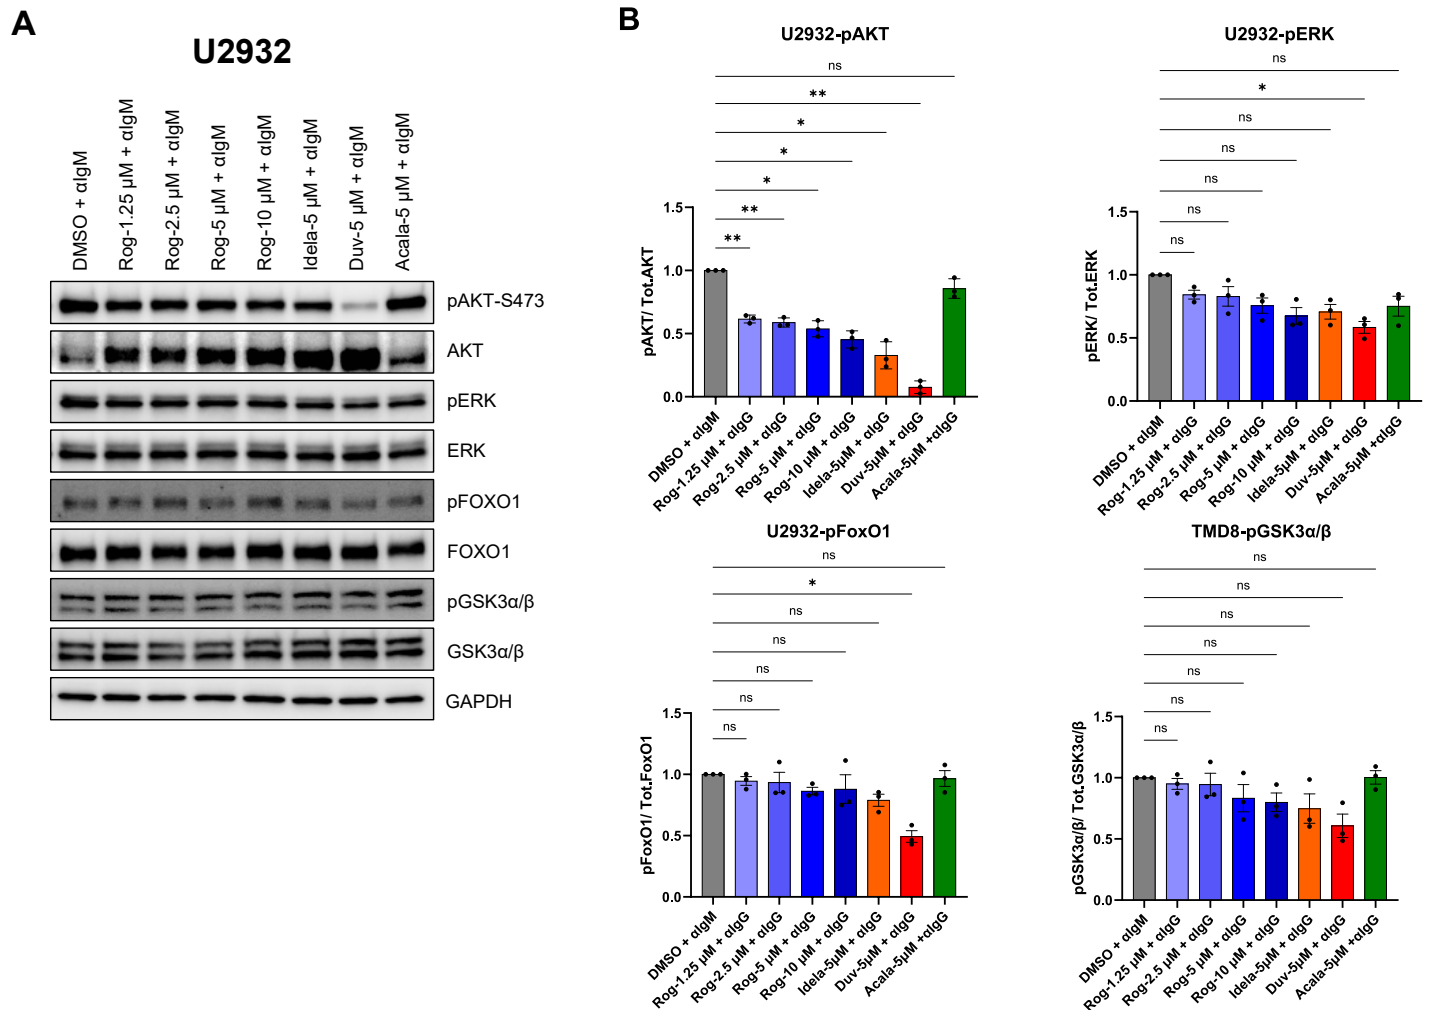 A
U2932
DMSO + αIgM
Rog-1.25 µM + αIgM
Rog-2.5 µM + αIgM
Rog-5 µM + αIgM
Rog-10 µM + αIgM
Idela-5 µM + αIgM
Duv-5 µM + αIgM
Acala-5 µM + αIgM
pAKT-S473
AKT
pERK
ERK
pFOXO1
FOXO1
pGSK3α/β
GSK3α/β
GAPDH
B
U2932-pAKT
ns
**
*
*
*
**
**
pAKT/ Tot.AKT
1.5
1.0
0.5
0.0
DMSO + αIgM
Rog-1.25 µM + αIgG
Rog-2.5 µM + αIgG
Rog-5 µM + αIgG
Rog-10 µM + αIgG
Idela-5µM + αIgG
Duv-5µM + αIgG
Acala-5µM +αIgG
U2932-pERK
ns
*
ns
ns
ns
ns
ns
pERK/ Tot.ERK
1.5
1.0
0.5
0.0
DMSO + αIgM
Rog-1.25 µM + αIgG
Rog-2.5 µM + αIgG
Rog-5 µM + αIgG
Rog-10 µM + αIgG
Idela-5µM + αIgG
Duv-5µM + αIgG
Acala-5µM +αIgG
U2932-pFoxO1
ns
*
ns
ns
ns
ns
ns
pFoxO1/ Tot.FoxO1
1.5
1.0
0.5
0.0
DMSO + αIgM
Rog-1.25 µM + αIgG
Rog-2.5 µM + αIgG
Rog-5 µM + αIgG
Rog-10 µM + αIgG
Idela-5µM + αIgG
Duv-5µM + αIgG
Acala-5µM +αIgG
TMD8-pGSK3α/β
ns
ns
ns
ns
ns
ns
ns
pGSK3α/β/ Tot.GSK3α/β
1.5
1.0
0.5
0.0
DMSO + αIgM
Rog-1.25 µM + αIgG
Rog-2.5 µM + αIgG
Rog-5 µM + αIgG
Rog-10 µM + αIgG
Idela-5µM + αIgG
Duv-5µM + αIgG
Acala-5µM +αIgG